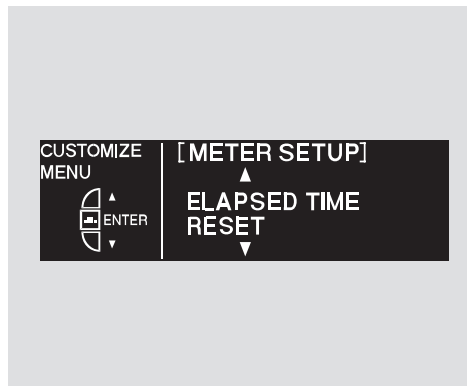 CUSTOMIZE
MENU
ENTER
[METER SETUP]
ELAPSED TIME
RESET